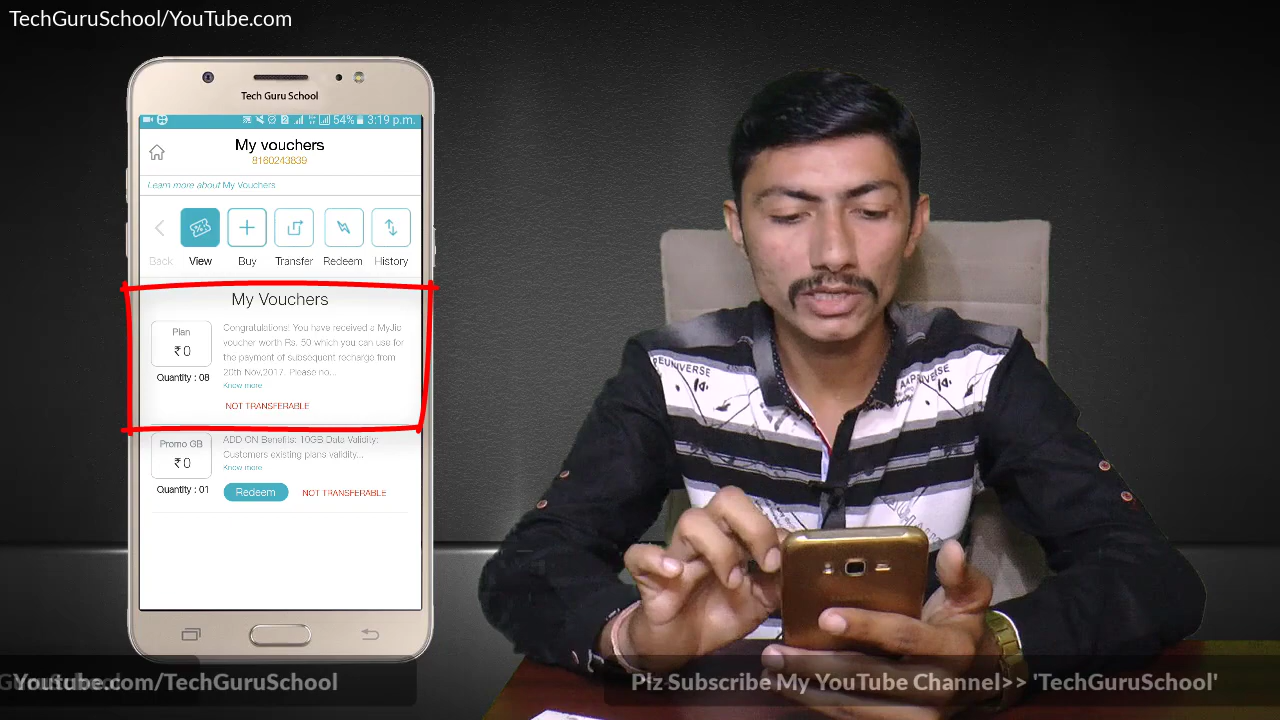 TechGuruSchool/YouTube.com
Tech Guru School
54% 3:19 p.m.
My vouchers
8160243839
Learn more about My Vouchers
Back View Buy Transfer Redeem History
My Vouchers
Plan
₹ 0
Quantity : 08
Congratulations! You have received a MyJio
voucher worth Rs. 50 which you can use for
the payment of subsequent recharge from
20th Nov,2017. Please no...
Know more
NOT TRANSFERABLE
Promo GB
₹ 0
Quantity : 01
ADD ON Benefits: 10GB Data Validity:
Customers existing plans validity...
Know more
Redeem NOT TRANSFERABLE
REUNIVERSE
Youtube.com/TechGuruSchool
Plz Subscribe My YouTube Channel>> 'TechGuruSchool'